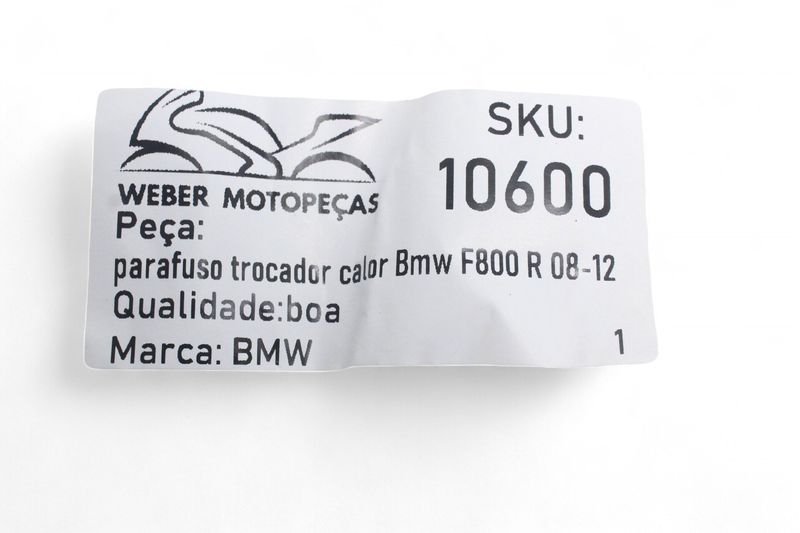 WEBER MOTOPEÇAS
SKU:
10600
Peça:
parafuso trocador calor Bmw F800 R 08-12
Qualidade:boa
Marca: BMW
1